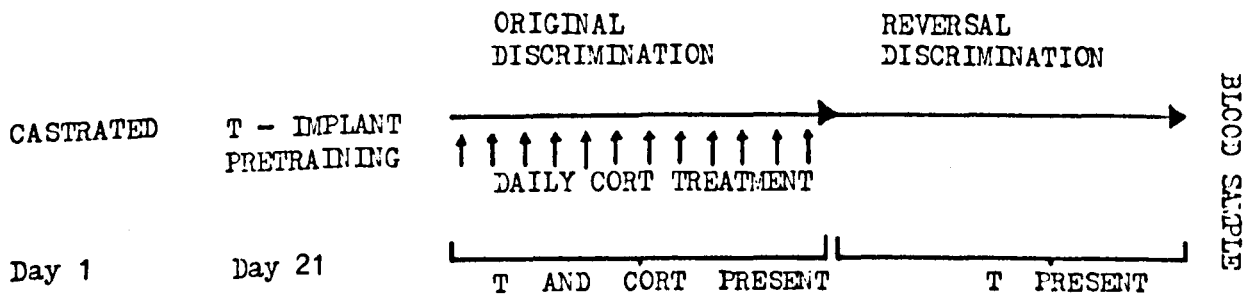 ORIGINAL
DISCRIMINATION
REVERSAL
DISCRIMINATION
CASTRATED
T - IMPLANT
PRETRAINING
DAILY CORT TREATMENT
BLOOD SAMPLE
Day 1
Day 21
T AND CORT PRESENT
T PRESENT